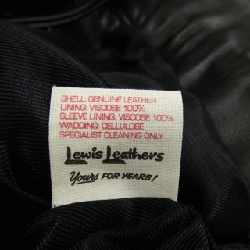 SHELL: GENUINE LEATHER
LINING: VISCOSE 100%
SLEEVE LINING: VISCOSE 100%
WADDING: CELLULOSE
SPECIALIST CLEANING ONLY
Lewis Leathers
Yours FOR YEARS!